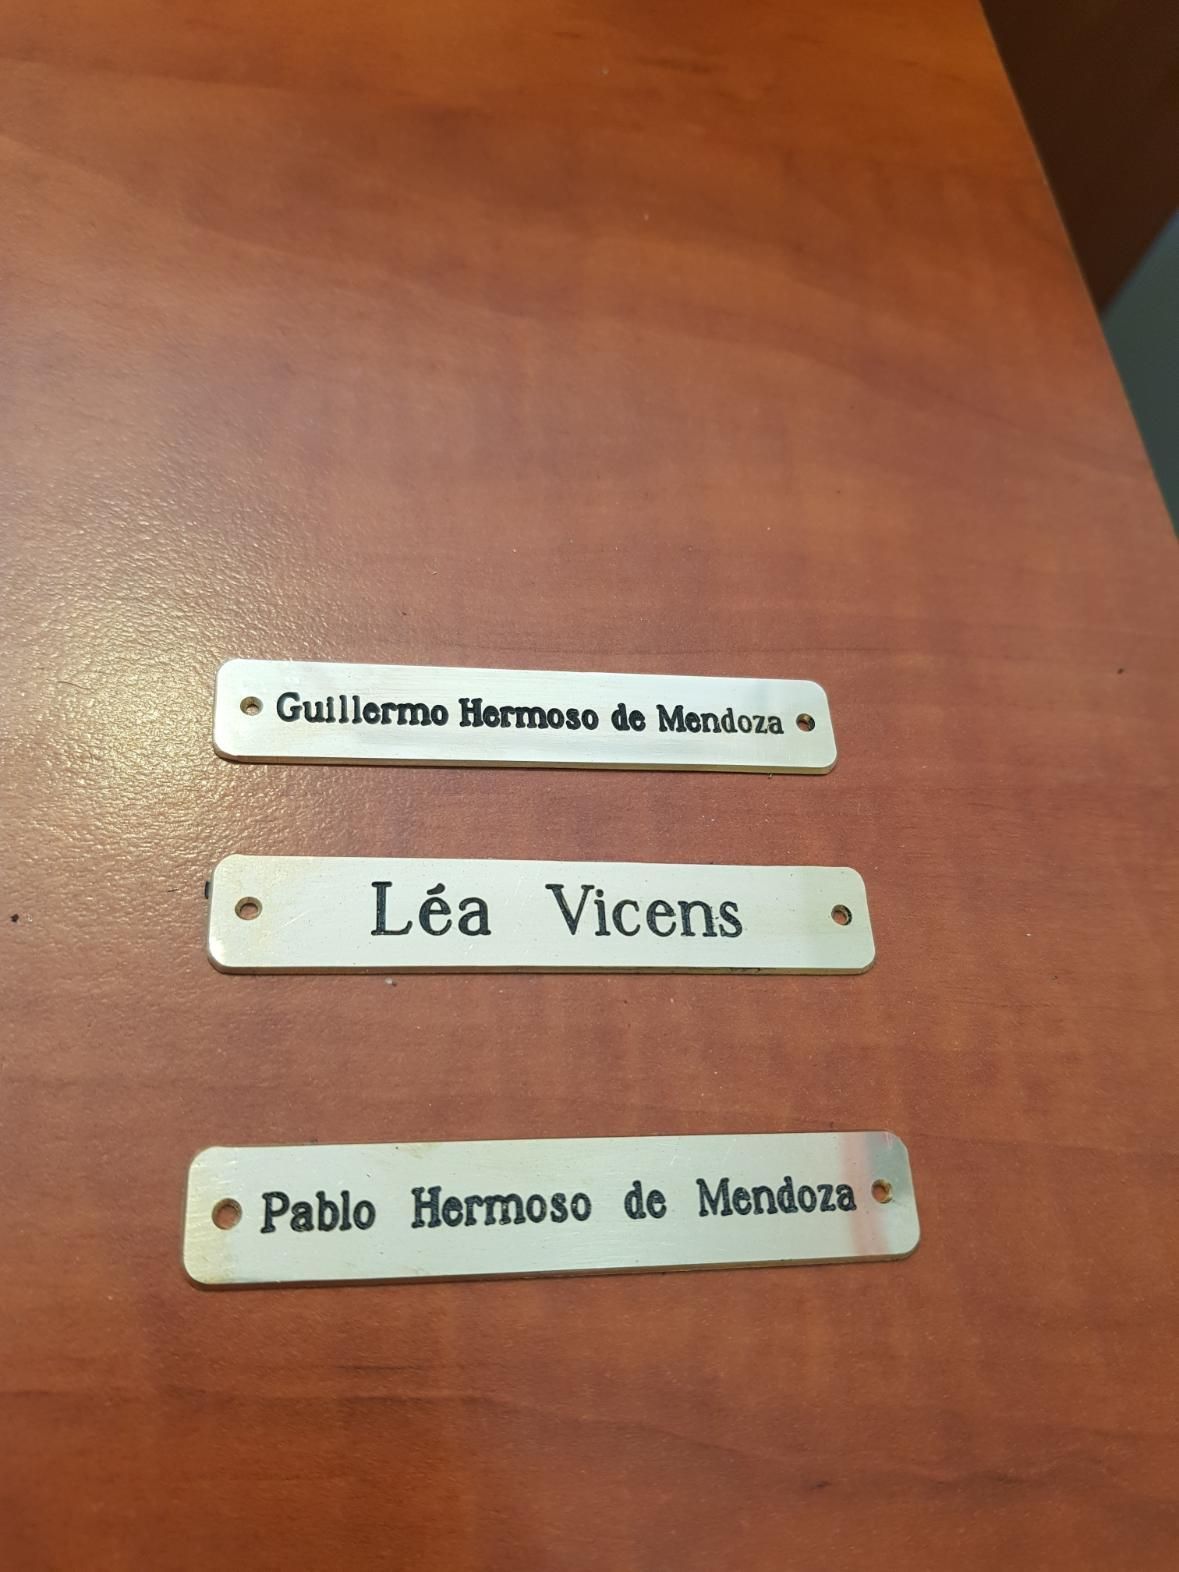 Guillermo Hermoso de Mendoza
Léa Vicens
Pablo Hermoso de Mendoza